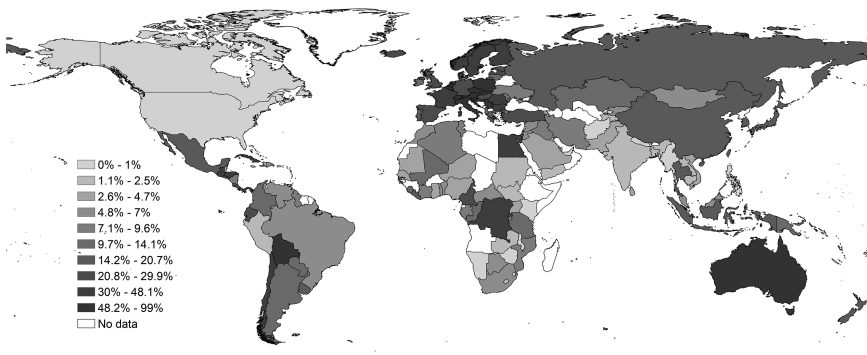 0% - 1%
1.1% - 2.5%
2.6% - 4.7%
4.8% - 7%
7.1% - 9.6%
9.7% - 14.1%
14.2% - 20.7%
20.8% - 29.9%
30% - 48.1%
48.2% - 99%
No data